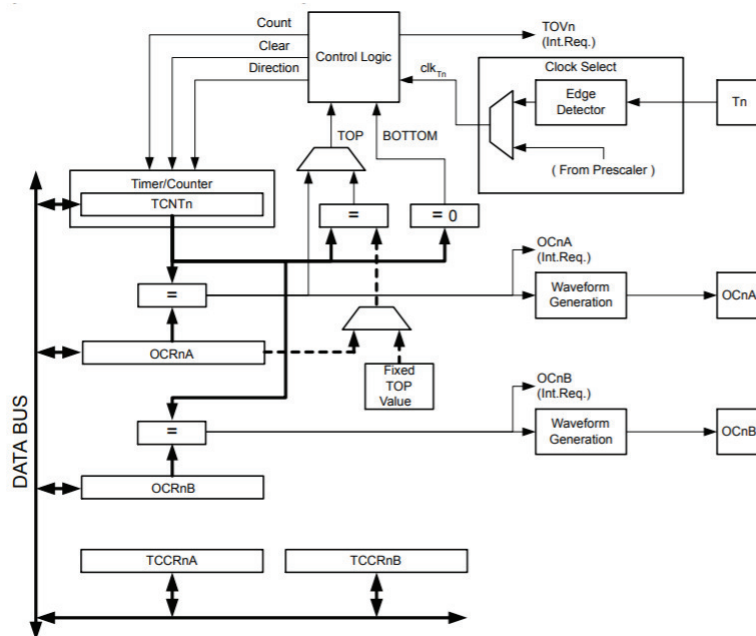 Count
Clear
Direction
Control Logic
TOVn
(Int.Req.)
clkTn
Clock Select
Edge
Detector
Tn
( From Prescaler )
TOP
BOTTOM
Timer/Counter
TCNTn
=
= 0
=
OCnA
(Int.Req.)
Waveform
Generation
OCnA
OCRnA
Fixed
TOP
Value
=
OCnB
(Int.Req.)
Waveform
Generation
OCnB
OCRnB
DATA BUS
TCCRnA
TCCRnB